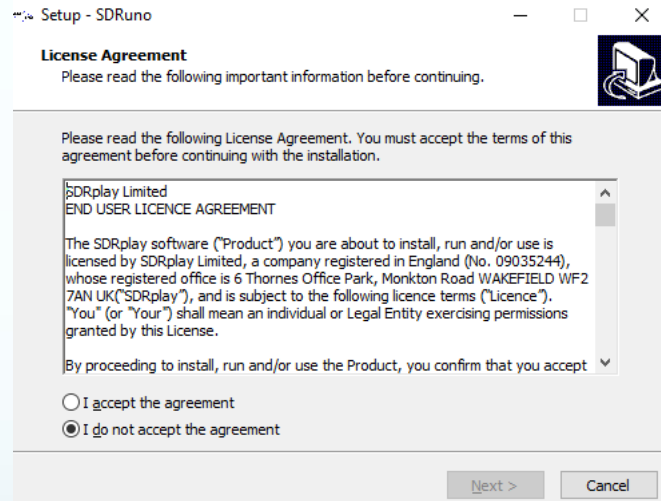 Setup - SDRuno
License Agreement
Please read the following important information before continuing.
Please read the following License Agreement. You must accept the terms of this
agreement before continuing with the installation.
SDRplay Limited
END USER LICENCE AGREEMENT
The SDRplay software ("Product") you are about to install, run and/or use is
licensed by SDRplay Limited, a company registered in England (No. 09035244),
whose registered office is 6 Thornes Office Park, Monkton Road WAKEFIELD WF2
7AN UK("SDRplay"), and is subject to the following licence terms ("Licence").
"You" (or "Your") shall mean an individual or Legal Entity exercising permissions
granted by this License.
By proceeding to install, run and/or use the Product, you confirm that you accept
I accept the agreement
I do not accept the agreement
Next >
Cancel